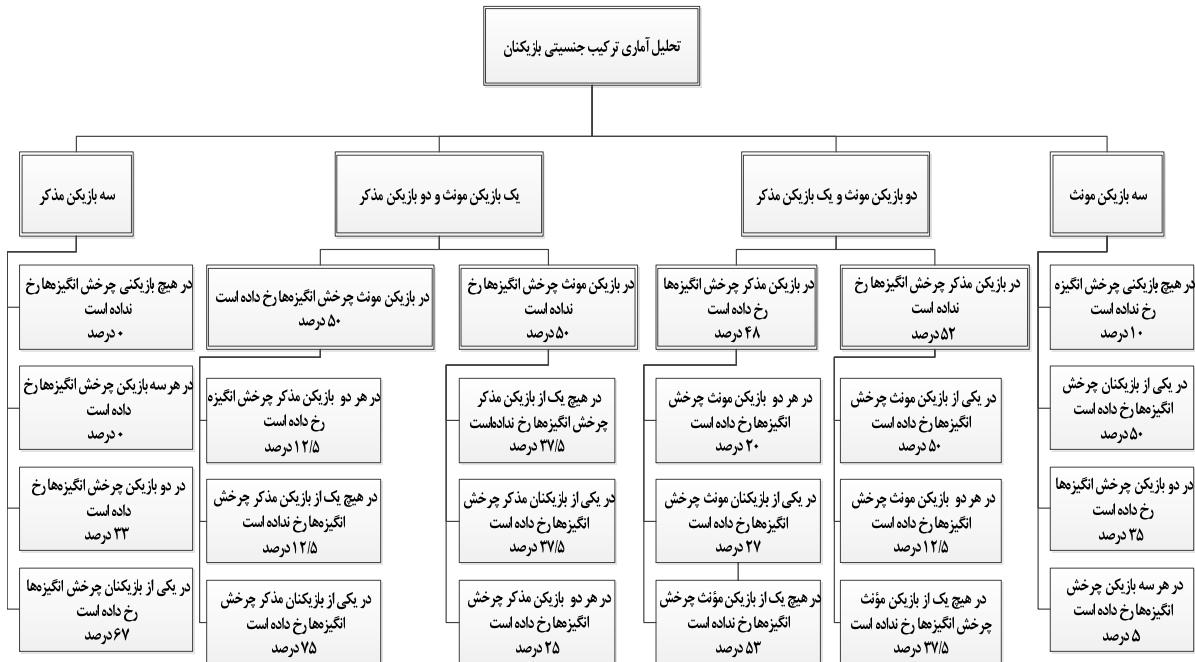 تحلیل آماری ترکیب جنسیتی بازیکنان
سه بازیکن مونث
در هیچ بازیکنی چرخش انگیزه
رخ نداده است
۱۰ درصد
در یکی از بازیکنان چرخش
انگیزه‌ها رخ داده است
۵۰ درصد
در دو بازیکن چرخش انگیزه‌ها
رخ داده است
۳۵ درصد
در هر سه بازیکن چرخش
انگیزه‌ها رخ داده است
۵ درصد
دو بازیکن مونث و یک بازیکن مذکر
در بازیکن مذکر چرخش انگیزه‌ها رخ
نداده است
۵۲ درصد
در یکی از بازیکن مونث چرخش
انگیزه‌ها رخ داده است
۵۰ درصد
در هر دو بازیکن مونث چرخش
انگیزه‌ها رخ داده است
۱۲/۵ درصد
در هیچ یک از بازیکن مؤنث
چرخش انگیزه‌ها رخ نداده است
۳۷/۵ درصد
در بازیکن مذکر چرخش انگیزه‌ها
رخ داده است
۴۸ درصد
در هر دو بازیکن مونث چرخش
انگیزه‌ها رخ داده است
۲۰ درصد
در یکی از بازیکنان مونث چرخش
انگیزه‌ها رخ داده است
۲۷ درصد
در هیچ یک از بازیکن مؤنث چرخش
انگیزه‌ها رخ نداده است
۵۳ درصد
یک بازیکن مونث و دو بازیکن مذکر
در بازیکن مونث چرخش انگیزه‌ها رخ
نداده است
۵۰ درصد
در هیچ یک از بازیکن مذکر
چرخش انگیزه‌ها رخ نداده‌است
۳۷/۵ درصد
در یکی از بازیکنان مذکر چرخش
انگیزه‌ها رخ داده است
۳۷/۵ درصد
در هر دو بازیکن مذکر چرخش
انگیزه‌ها رخ داده است
۲۵ درصد
در بازیکن مونث چرخش انگیزه‌ها رخ داده است
۵۰ درصد
در هر دو بازیکن مذکر چرخش انگیزه
رخ داده است
۱۲/۵ درصد
در هیچ یک از بازیکن مذکر چرخش
انگیزه‌ها رخ نداده است
۱۲/۵ درصد
در یکی از بازیکنان مذکر چرخش
انگیزه‌ها رخ داده است
۷۵ درصد
سه بازیکن مذکر
در هیچ بازیکنی چرخش انگیزه‌ها رخ
نداده است
۰ درصد
در هر سه بازیکن چرخش انگیزه‌ها رخ
داده است
۰ درصد
در دو بازیکن چرخش انگیزه‌ها رخ
داده است
۳۳ درصد
در یکی از بازیکنان چرخش انگیزه‌ها
رخ داده است
۶۷ درصد